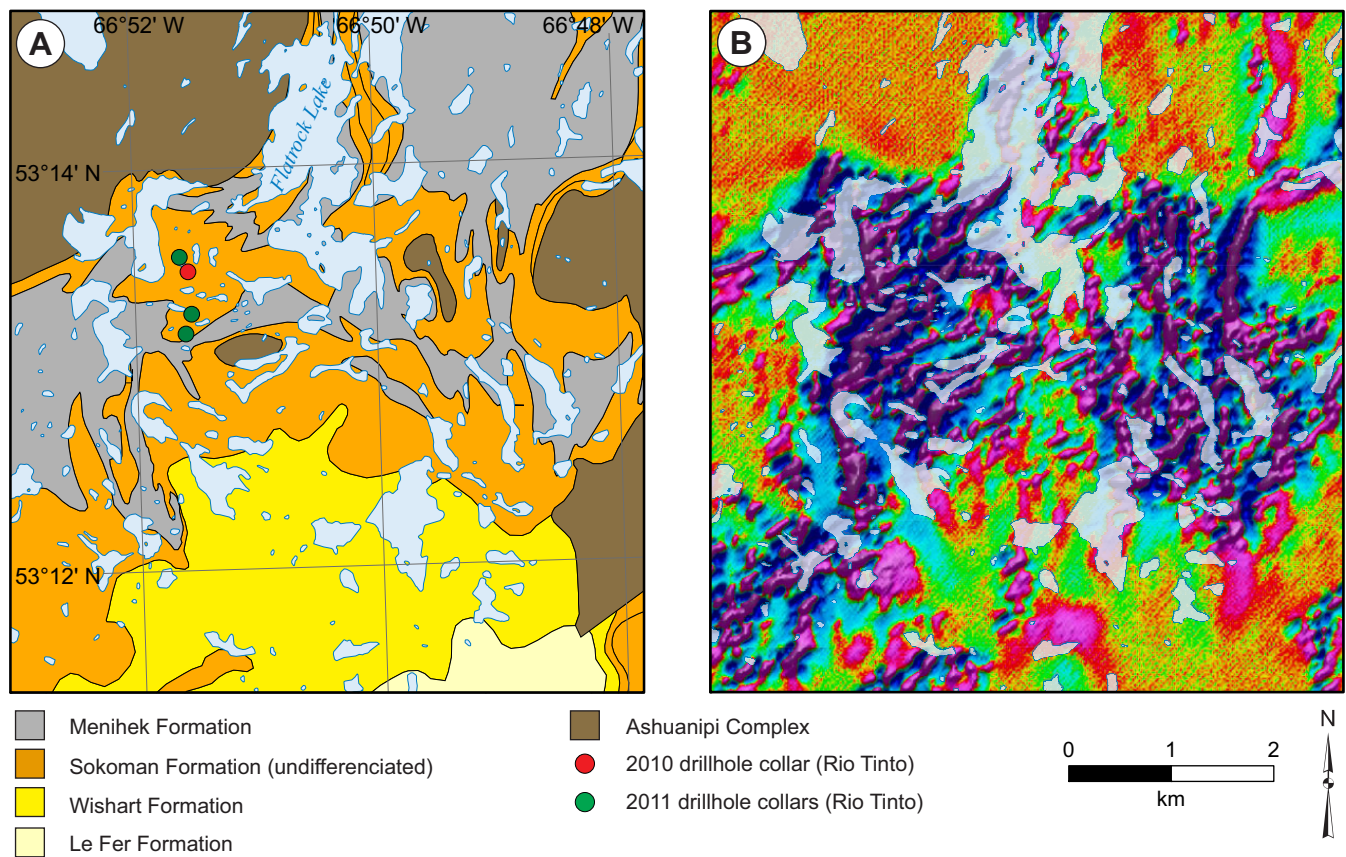 A
66°52' W
66°50' W
66°48' W
B
Flatrock Lake
53°14' N
53°12' N
Menihek Formation
Sokoman Formation (undifferenciated)
Wishart Formation
Le Fer Formation
Ashuanipi Complex
2010 drillhole collar (Rio Tinto)
2011 drillhole collars (Rio Tinto)
0 1 2
km
N